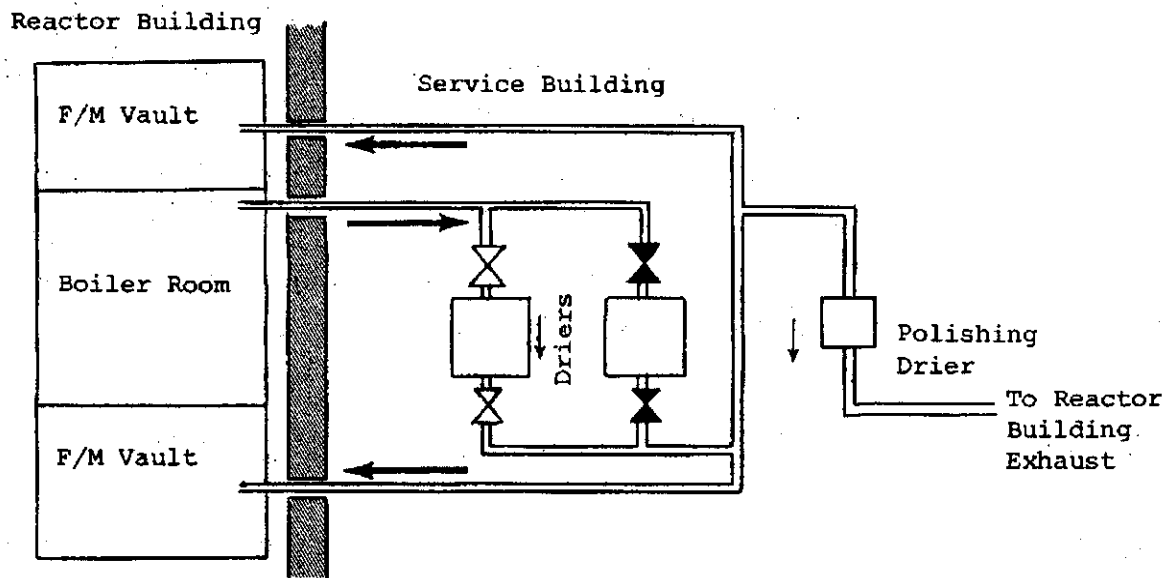 Reactor Building
Service Building
F/M Vault
Boiler Room
Driers
Polishing
Drier
F/M Vault
To Reactor
Building
Exhaust